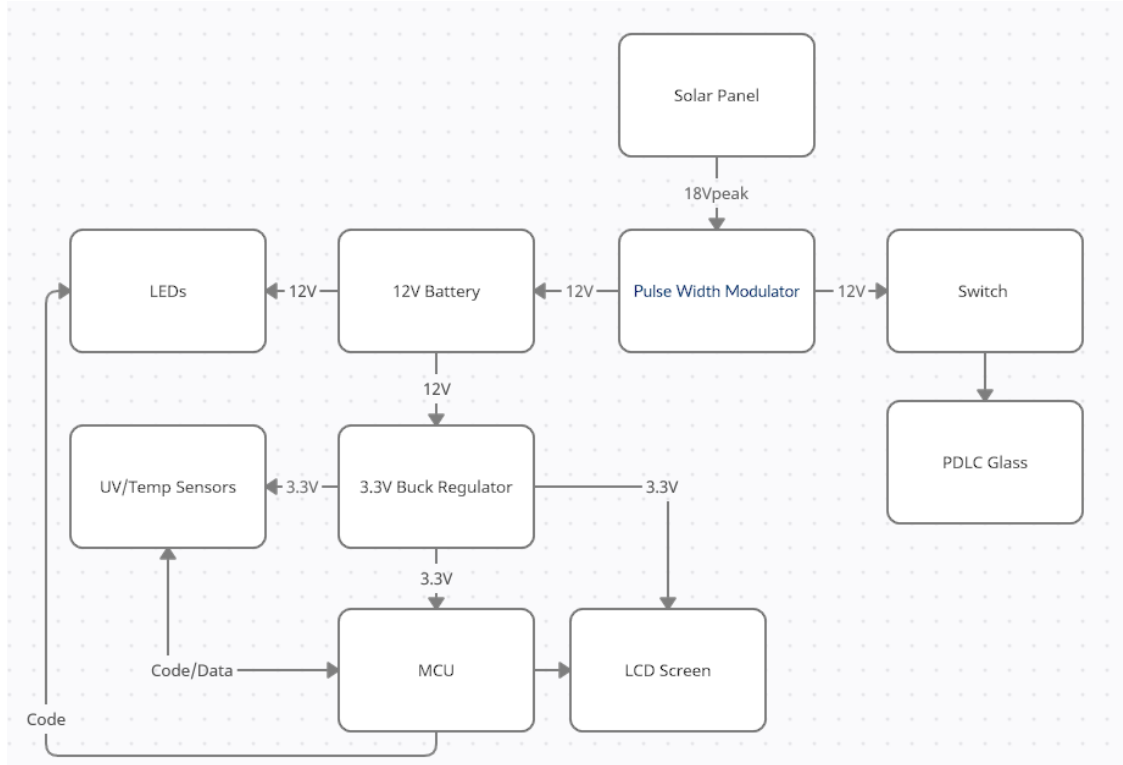 Solar Panel
18Vpeak
LEDs
12V
12V Battery
12V
Pulse Width Modulator
12V
Switch
12V
PDLC Glass
UV/Temp Sensors
3.3V
3.3V Buck Regulator
3.3V
3.3V
Code/Data
MCU
LCD Screen
Code